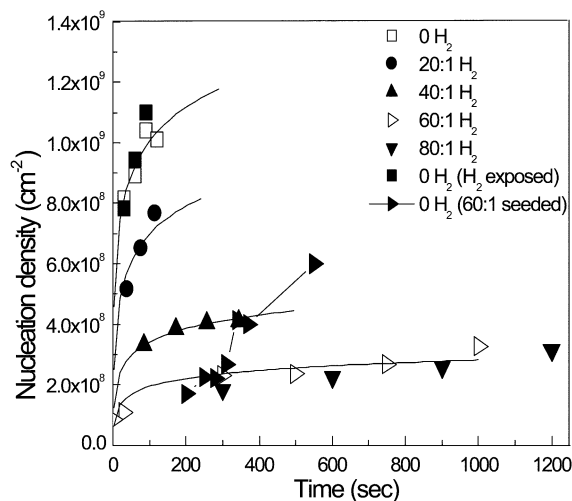 1.4x10⁹
1.2x10⁹
1.0x10⁹
8.0x10⁸
6.0x10⁸
4.0x10⁸
2.0x10⁸
0.0
Nucleation density (cm⁻²)
0 H₂
20:1 H₂
40:1 H₂
60:1 H₂
80:1 H₂
0 H₂ (H₂ exposed)
0 H₂ (60:1 seeded)
0 200 400 600 800 1000 1200
Time (sec)